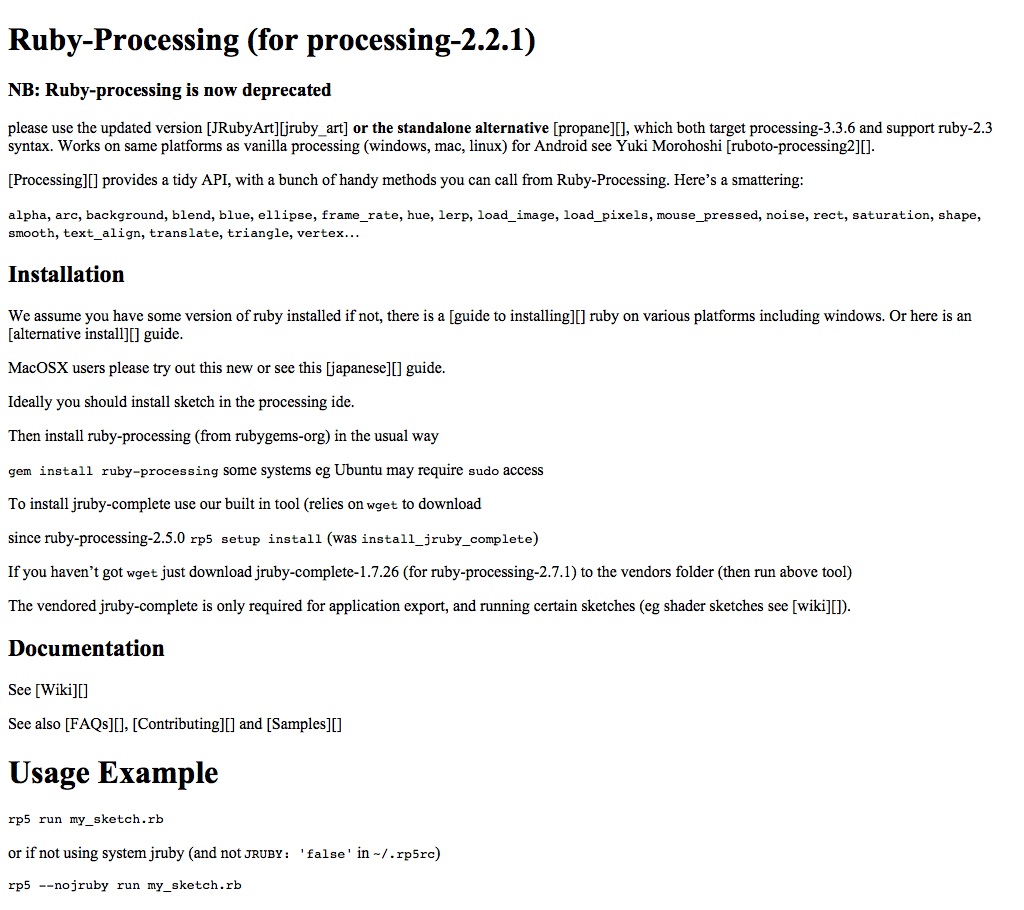 Ruby-Processing (for processing-2.2.1)
NB: Ruby-processing is now deprecated
please use the updated version [JRubyArt][jruby_art] or the standalone alternative [propane][], which both target processing-3.3.6 and support ruby-2.3
syntax. Works on same platforms as vanilla processing (windows, mac, linux) for Android see Yuki Morohoshi [ruboto-processing2][].
[Processing][] provides a tidy API, with a bunch of handy methods you can call from Ruby-Processing. Here’s a smattering:
alpha, arc, background, blend, blue, ellipse, frame_rate, hue, lerp, load_image, load_pixels, mouse_pressed, noise, rect, saturation, shape,
smooth, text_align, translate, triangle, vertex…
Installation
We assume you have some version of ruby installed if not, there is a [guide to installing][] ruby on various platforms including windows. Or here is an
[alternative install][] guide.
MacOSX users please try out this new or see this [japanese][] guide.
Ideally you should install sketch in the processing ide.
Then install ruby-processing (from rubygems-org) in the usual way
gem install ruby-processing some systems eg Ubuntu may require sudo access
To install jruby-complete use our built in tool (relies on wget to download
since ruby-processing-2.5.0 rp5 setup install (was install_jruby_complete)
If you haven’t got wget just download jruby-complete-1.7.26 (for ruby-processing-2.7.1) to the vendors folder (then run above tool)
The vendored jruby-complete is only required for application export, and running certain sketches (eg shader sketches see [wiki][]).
Documentation
See [Wiki][]
See also [FAQs][], [Contributing][] and [Samples][]
Usage Example
rp5 run my_sketch.rb
or if not using system jruby (and not JRUBY: 'false' in ~/.rp5rc)
rp5 --nojruby run my_sketch.rb